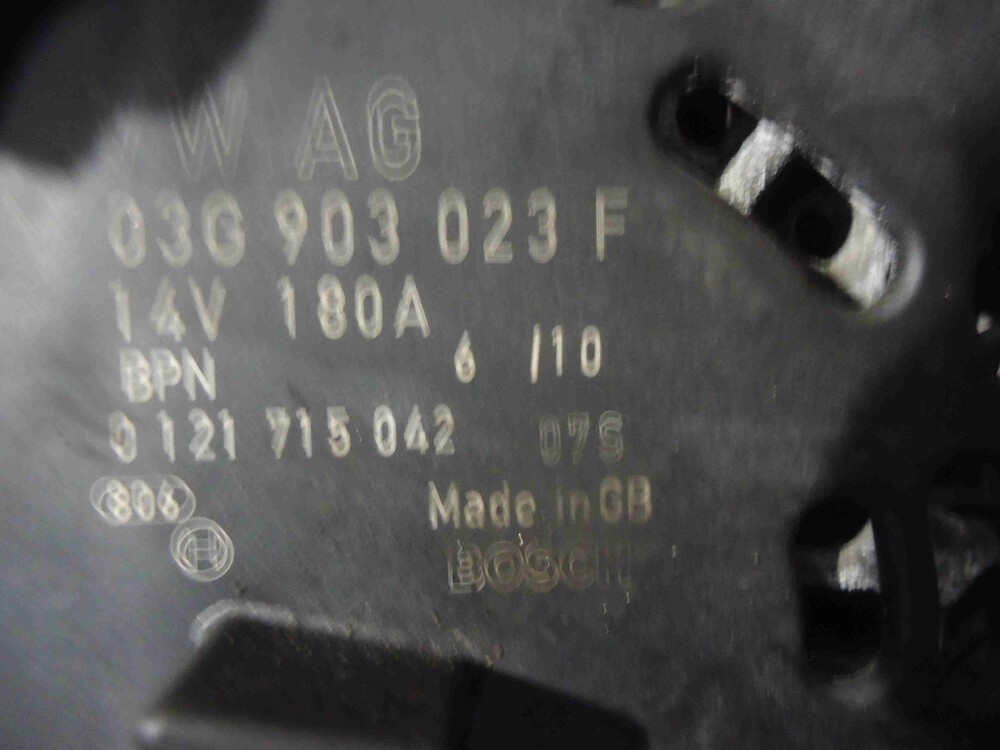 VW AG
03G 903 023 F
14V 180A
BPN 6 /10
0 121 715 042 07S
806
Made in GB
BOSCH